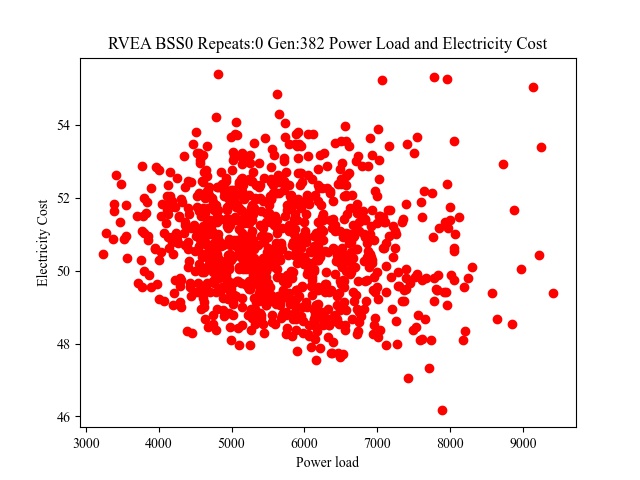 RVEA BSS0 Repeats:0 Gen:382 Power Load and Electricity Cost
Electricity Cost
54
52
50
48
46
3000 4000 5000 6000 7000 8000 9000
Power load